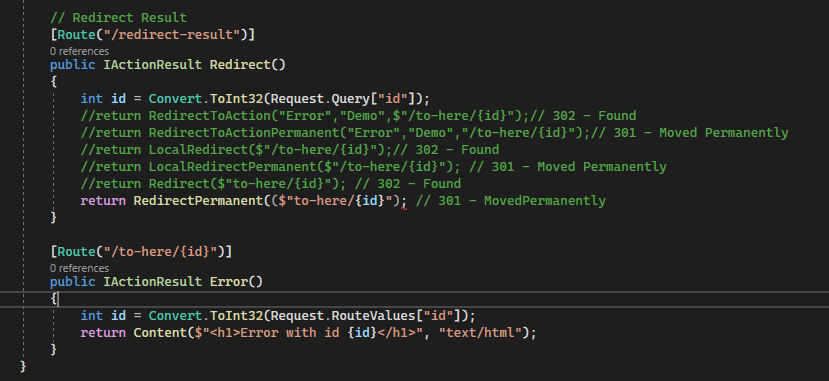 // Redirect Result
[Route("/redirect-result")]
0 references
public IActionResult Redirect()
{
int id = Convert.ToInt32(Request.Query["id"]);
//return RedirectToAction("Error","Demo",$"/to-here/{id}");// 302 - Found
//return RedirectToActionPermanent("Error","Demo","/to-here/{id}");// 301 - Moved Permanently
//return LocalRedirect($"/to-here/{id}");// 302 - Found
//return LocalRedirectPermanent($"/to-here/{id}"); // 301 - Moved Permanently
//return Redirect($"to-here/{id}"); // 302 - Found
return RedirectPermanent(($"to-here/{id}"); // 301 - MovedPermanently
}
[Route("/to-here/{id}")]
0 references
public IActionResult Error()
{
int id = Convert.ToInt32(Request.RouteValues["id"]);
return Content($"<h1>Error with id {id}</h1>", "text/html");
}
}